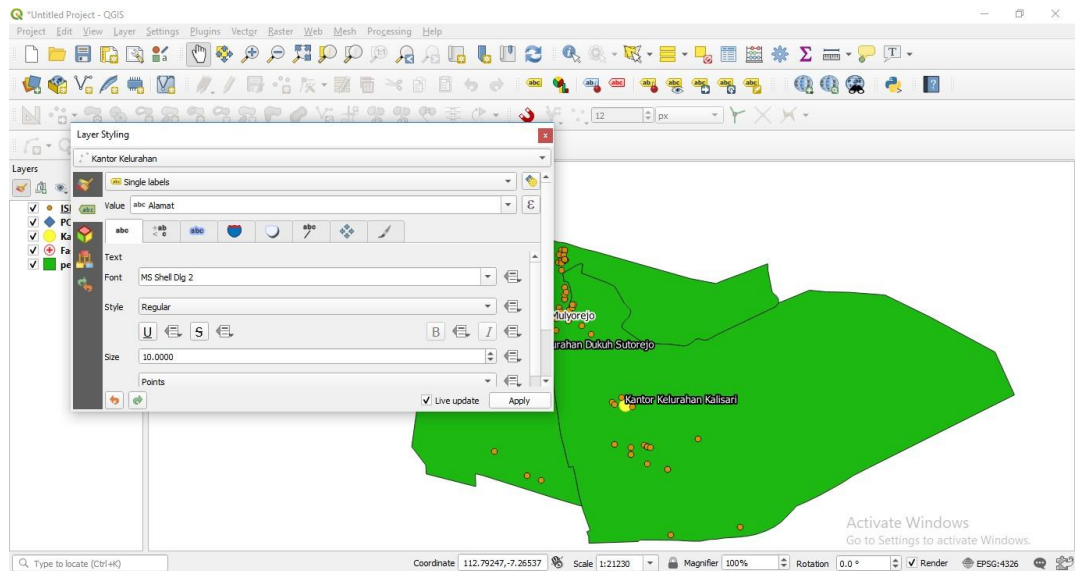 *Untitled Project - QGIS
Project Edit View Layer Settings Plugins Vector Raster Web Mesh Processing Help
12 px
Layer Styling
Kantor Kelurahan
Layers
Single labels
Value abc Alamat
Text
Font MS Shell Dlg 2
Style Regular
U S B I
Size 10.0000
Points
Live update Apply
Mulyorejo
Dukuh Sutorejo
Kantor Kelurahan Kalisari
Activate Windows
Go to Settings to activate Windows.
Type to locate (Ctrl+K) Coordinate 112.79247,-7.26537 Scale 1:21230 Magnifier 100% Rotation 0.0 ° Render EPSG:4326